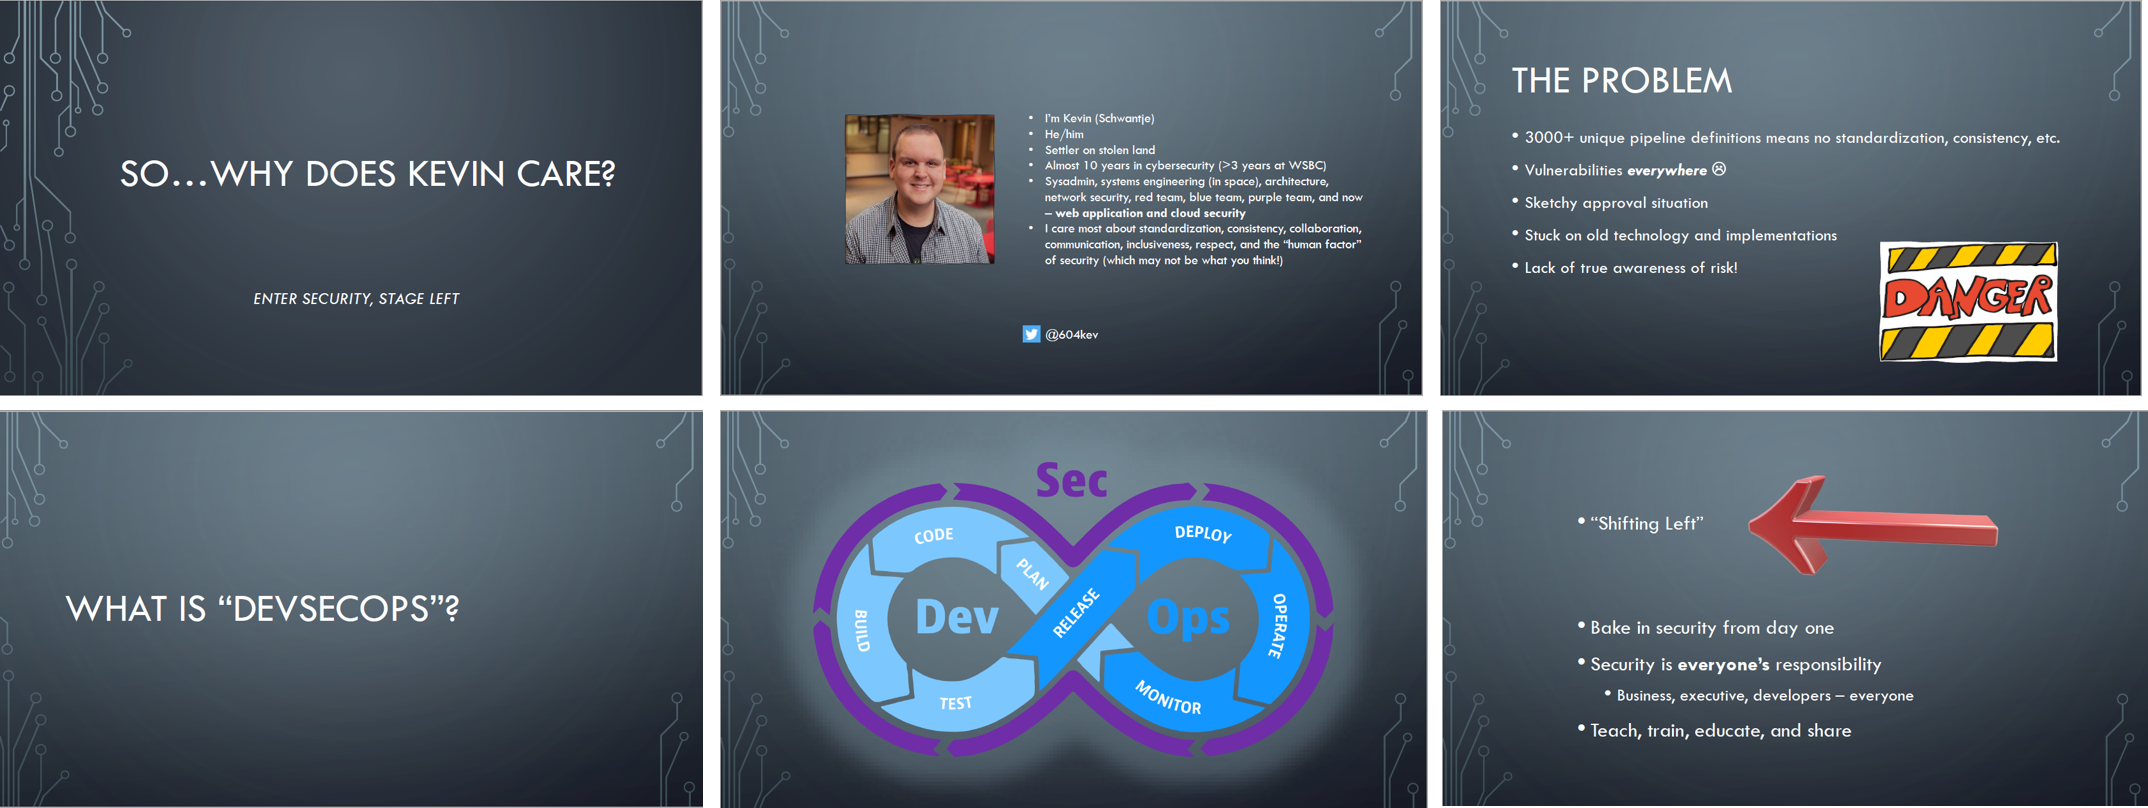 SO...WHY DOES KEVIN CARE?
ENTER SECURITY, STAGE LEFT
• I'm Kevin (Schwantje)
• He/him
• Settler on stolen land
• Almost 10 years in cybersecurity (>3 years at WSBC)
• Sysadmin, systems engineering (in space), architecture,
network security, red team, blue team, purple team, and now
– web application and cloud security
• I care most about standardization, consistency, collaboration,
communication, inclusiveness, respect, and the "human factor"
of security (which may not be what you think!)
@604kev
THE PROBLEM
• 3000+ unique pipeline definitions means no standardization, consistency, etc.
• Vulnerabilities everywhere ☹
• Sketchy approval situation
• Stuck on old technology and implementations
• Lack of true awareness of risk!
DANGER
WHAT IS "DEVSECOPS"?
Sec
CODE
PLAN
BUILD
Dev
TEST
RELEASE
DEPLOY
Ops
OPERATE
MONITOR
• "Shifting Left"
• Bake in security from day one
• Security is everyone's responsibility
• Business, executive, developers – everyone
• Teach, train, educate, and share